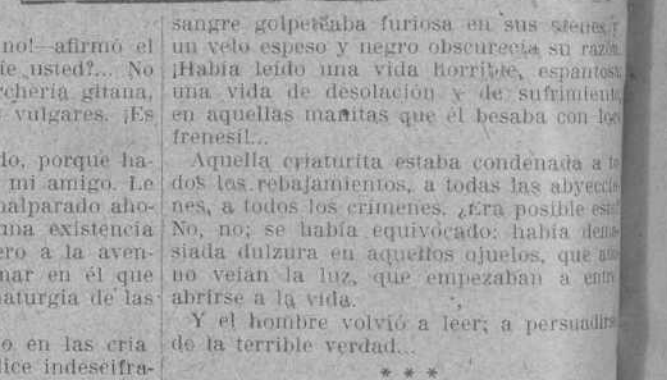 no!—afirmó el
usted?... No
gitana,
vulgares. ¡Es
do, porque ha-
mi amigo. Le
malparado aho-
una existencia
ero a la aven-
nar en él que
aturgia de las
o en las cria
dice indescifra-
sangre golpeteaba furiosa en sus sienes y
un velo espeso y negro obscurecía su razón.
¡Había leído una vida horrible, espantosa,
una vida de desolación y de sufrimiento,
en aquellas manitas que él besaba con loco
frenesí!...
Aquella criaturita estaba condenada a to
dos los rebajamientos, a todas las abyeccio
nes, a todos los crímenes. ¿Era posible esto?
No, no; se había equivocado: había dema
siada dulzura en aquellos ojuelos, que aún
no veían la luz, que empezaban a entre
abrirse a la vida.
Y el hombre volvió a leer; a persuadirse
de la terrible verdad...
* * *